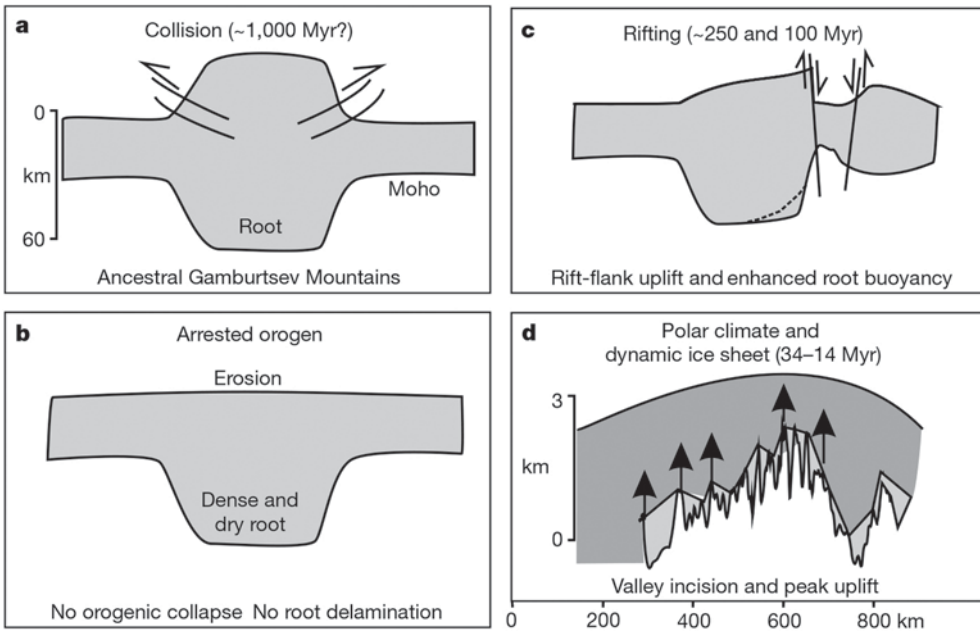 a
Collision (~1,000 Myr?)
0
km
60
Moho
Root
Ancestral Gamburtsev Mountains
b
Arrested orogen
Erosion
Dense and
dry root
No orogenic collapse No root delamination
c
Rifting (~250 and 100 Myr)
Rift-flank uplift and enhanced root buoyancy
d
Polar climate and
dynamic ice sheet (34–14 Myr)
3
km
0
Valley incision and peak uplift
0 200 400 600 800 km